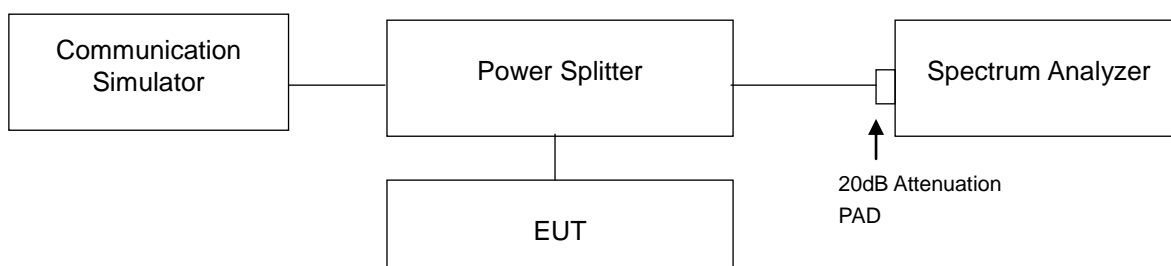 Communication
Simulator
Power Splitter
Spectrum Analyzer
20dB Attenuation
PAD
EUT